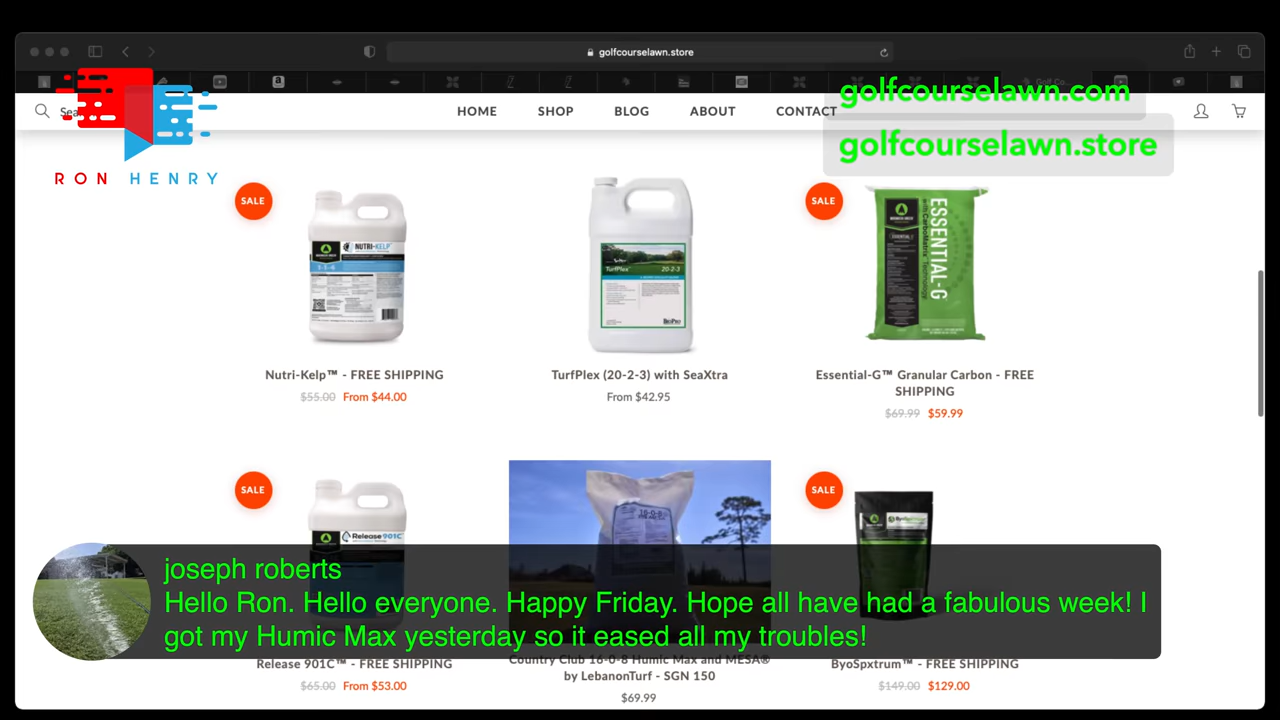 golfcourselawn.store
golfcourselawn.com
HOME SHOP BLOG ABOUT CONTACT
golfcourselawn.store
RON HENRY
SALE
SALE
NUTRI-KELP
TurfPlex
20-2-3
BioPro
ESSENTIAL-G
Nutri-Kelp™ - FREE SHIPPING
TurfPlex (20-2-3) with SeaXtra
Essential-G™ Granular Carbon - FREE
SHIPPING
$55.00 From $44.00
From $42.95
$69.99 $59.99
SALE
SALE
16-0-8
Release 901C
joseph roberts
Hello Ron. Hello everyone. Happy Friday. Hope all have had a fabulous week! I
got my Humic Max yesterday so it eased all my troubles!
Release 901C™ - FREE SHIPPING
Country Club 16-0-8 Humic Max and MESA®
by LebanonTurf - SGN 150
ByoSpxtrum™ - FREE SHIPPING
$65.00 From $53.00
$69.99
$149.00 $129.00